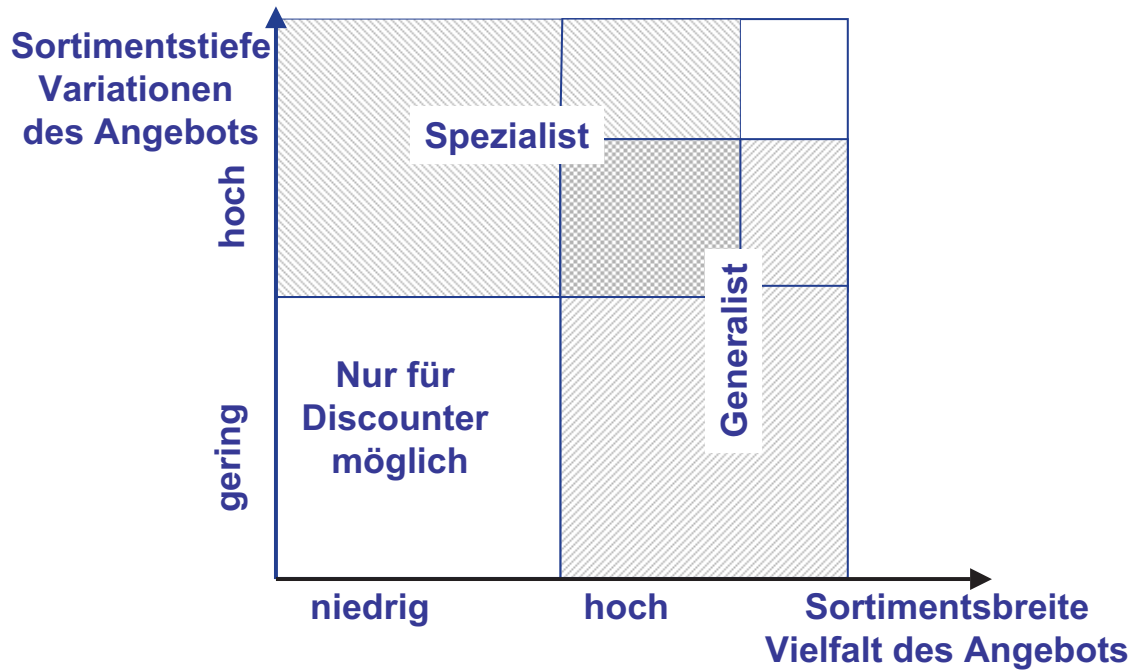 Sortimentstiefe
Variationen
des Angebots
hoch
gering
Spezialist
Generalist
Nur für
Discounter
möglich
niedrig
hoch
Sortimentsbreite
Vielfalt des Angebots